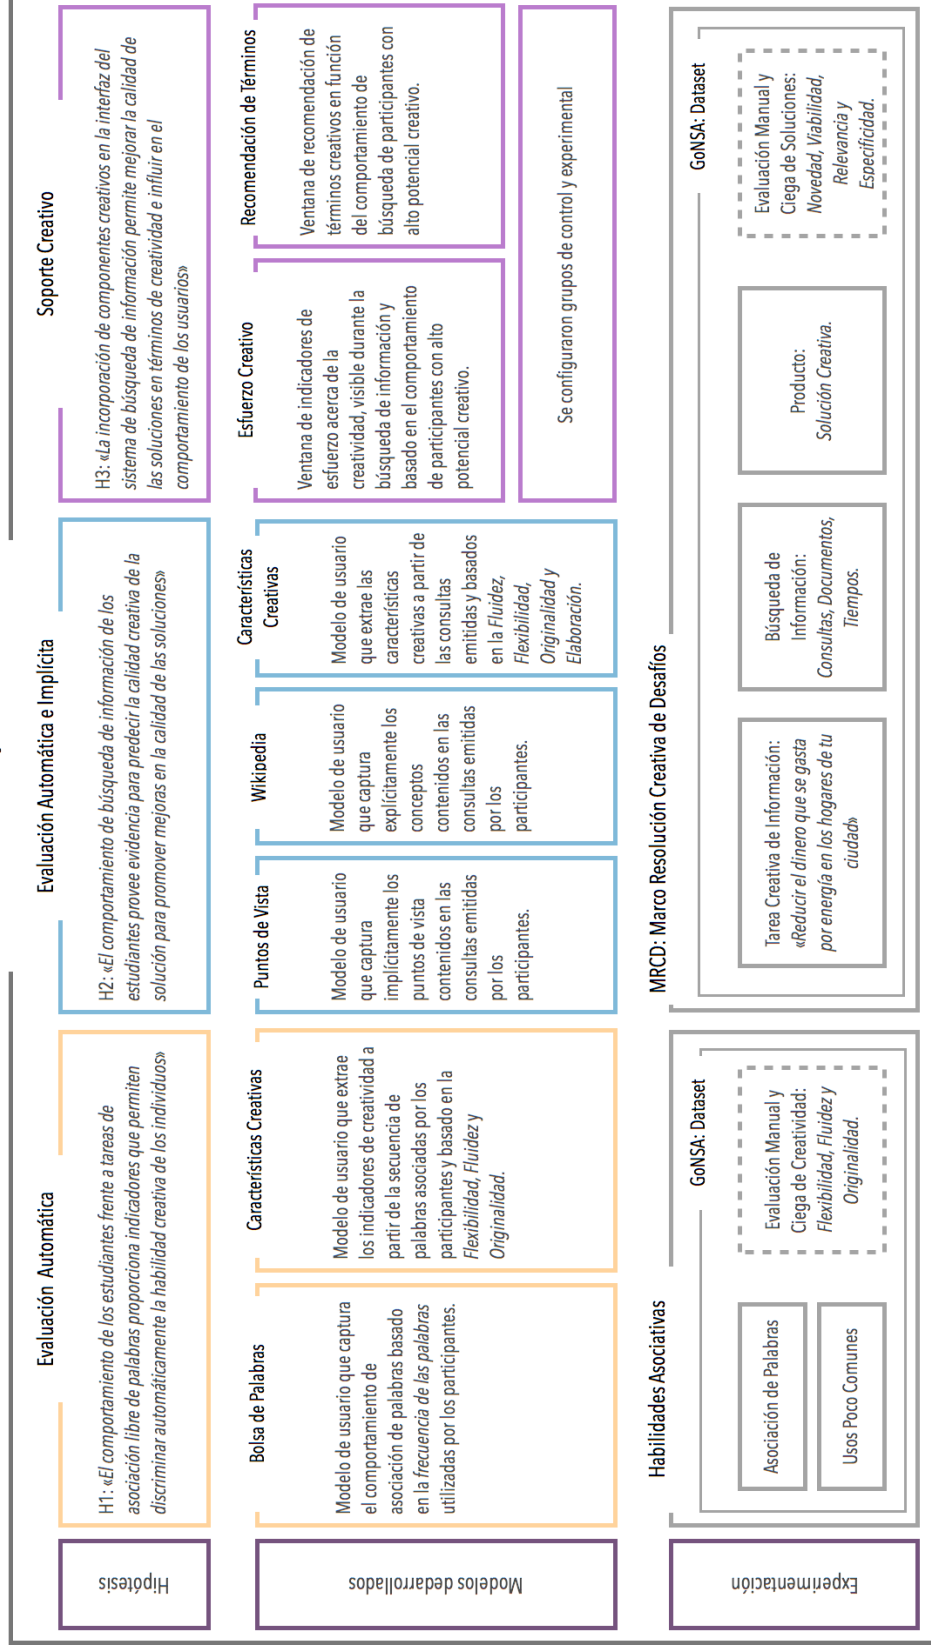 Hipótesis
Evaluación Automática
H1: «El comportamiento de los estudiantes frente a tareas de
asociación libre de palabras proporciona indicadores que permiten
discriminar automáticamente la habilidad creativa de los individuos»
Evaluación Automática e Implícita
H2: «El comportamiento de búsqueda de información de los
estudiantes provee evidencia para predecir la calidad creativa de la
solución para promover mejoras en la calidad de las soluciones»
Soporte Creativo
H3: «La incorporación de componentes creativos en la interfaz del
sistema de búsqueda de información permite mejorar la calidad de
las soluciones en términos de creatividad e influir en el
comportamiento de los usuarios»
Modelos dedarrollados
Bolsa de Palabras
Modelo de usuario que captura
el comportamiento de
asociación de palabras basado
en la frecuencia de las palabras
utilizadas por los participantes.
Características Creativas
Modelo de usuario que extrae
los indicadores de creatividad a
partir de la secuencia de
palabras asociadas por los
participantes y basado en la
Flexibilidad, Fluidez y
Originalidad.
Puntos de Vista
Modelo de usuario
que captura
implícitamente los
puntos de vista
contenidos en las
consultas emitidas
por los
participantes.
Wikipedia
Modelo de usuario
que captura
explícitamente los
conceptos
contenidos en las
consultas emitidas
por los
participantes.
Características
Creativas
Modelo de usuario
que extrae las
características
creativas a partir de
las consultas
emitidas y basados
en la Fluidez,
Flexibilidad,
Originalidad y
Elaboración.
Esfuerzo Creativo
Ventana de indicadores de
esfuerzo acerca de la
creatividad, visible durante la
búsqueda de información y
basado en el comportamiento
de participantes con alto
potencial creativo.
Recomendación de Términos
Ventana de recomendación de
términos creativos en función
del comportamiento de
búsqueda de participantes con
alto potencial creativo.
Se configuraron grupos de control y experimental
Experimentación
Habilidades Asociativas
GoNSA: Dataset
Asociación de Palabras
Usos Poco Comunes
Evaluación Manual y
Ciega de Creatividad:
Flexibilidad, Fluidez y
Originalidad.
MRCD: Marco Resolución Creativa de Desafíos
GoNSA: Dataset
Tarea Creativa de Información:
«Reducir el dinero que se gasta
por energía en los hogares de tu
ciudad»
Búsqueda de
Información:
Consultas, Documentos,
Tiempos.
Producto:
Solución Creativa.
Evaluación Manual y
Ciega de Soluciones:
Novedad, Viabilidad,
Relevancia y
Especificidad.